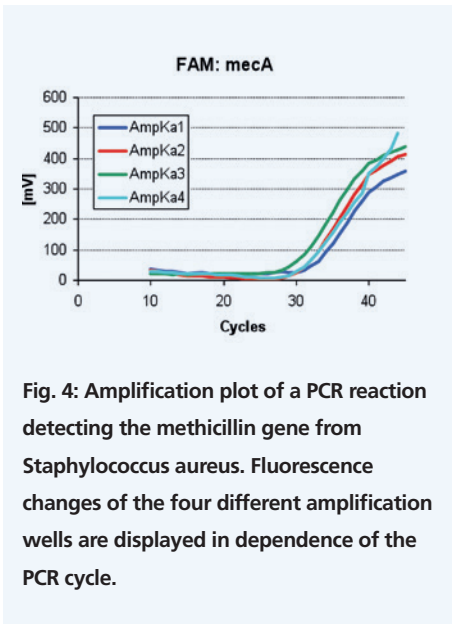 FAM: mecA
600
500
400
300
200
100
0
[mV]
AmpKa1
AmpKa2
AmpKa3
AmpKa4
0 10 20 30 40
Cycles
Fig. 4: Amplification plot of a PCR reaction
detecting the methicillin gene from
Staphylococcus aureus. Fluorescence
changes of the four different amplification
wells are displayed in dependence of the
PCR cycle.